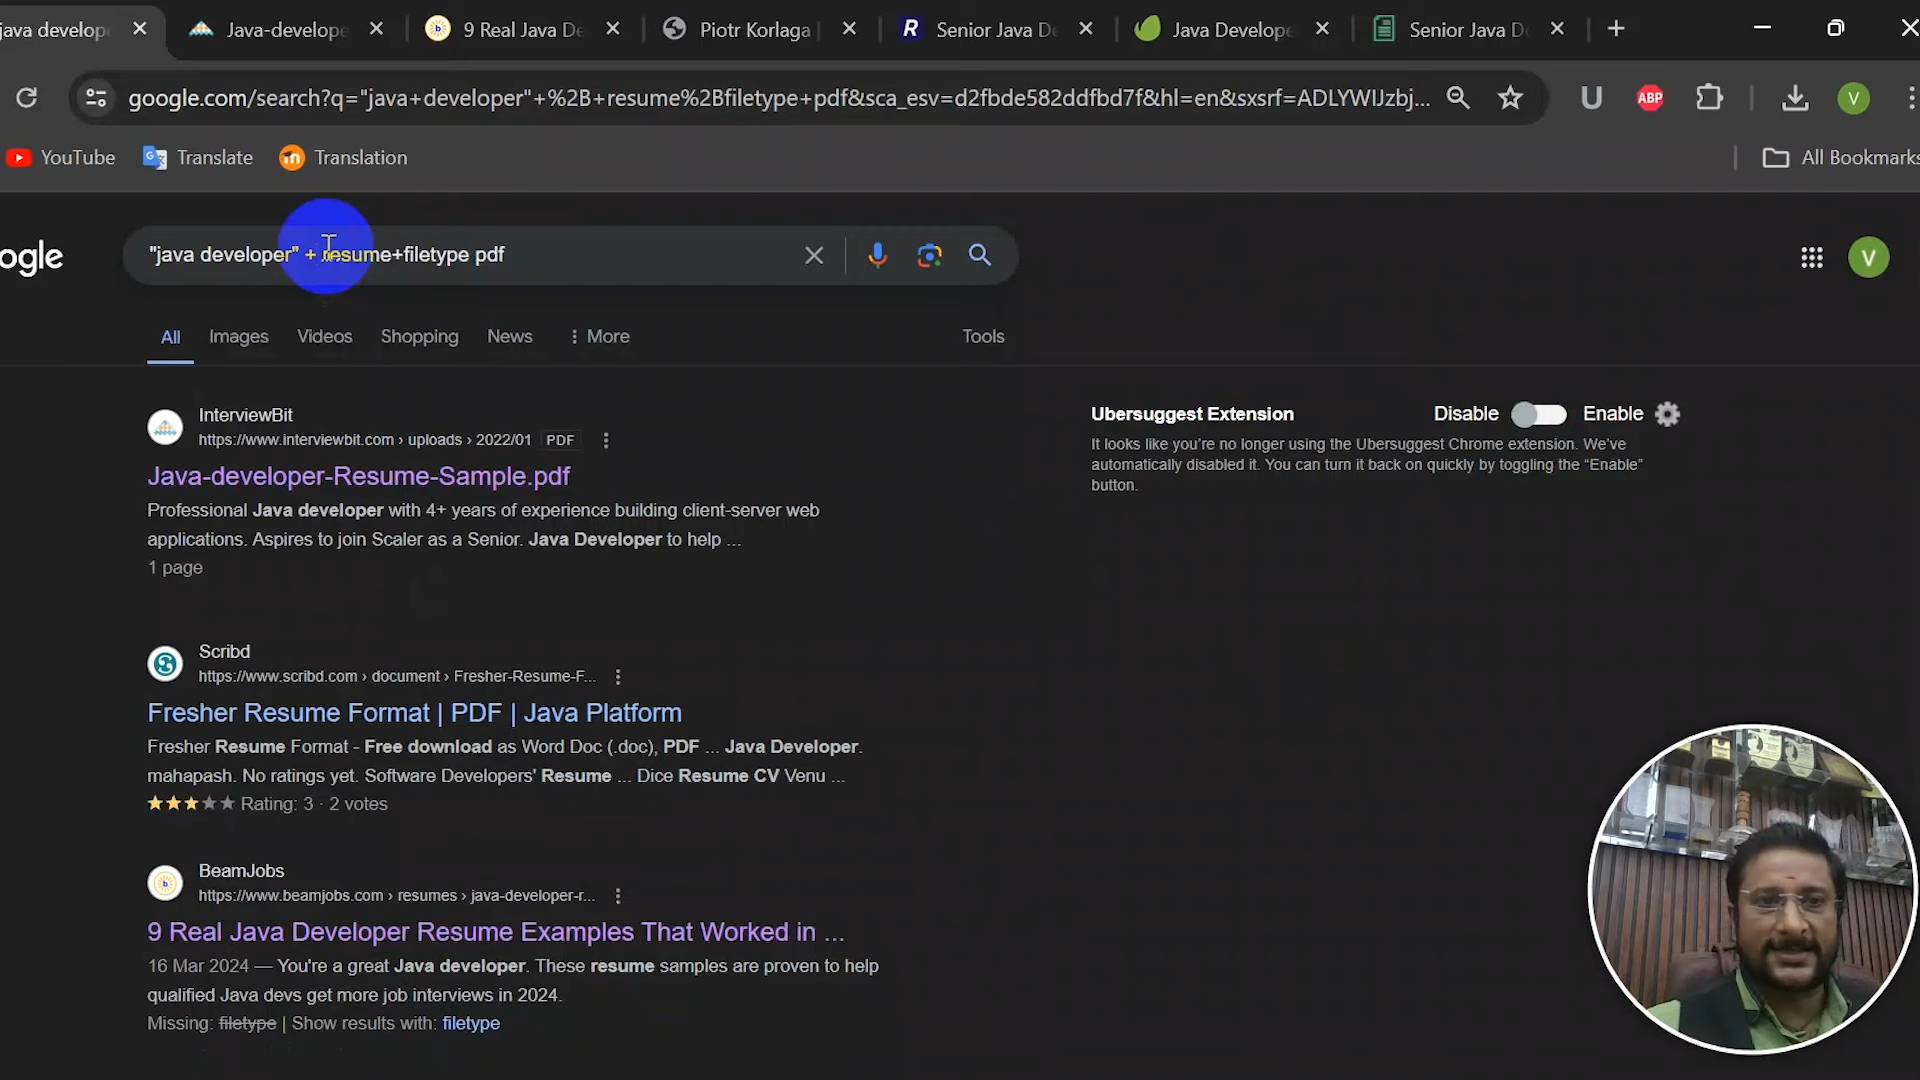 java develop
Java-develope
9 Real Java De
Piotr Korlaga
R
Senior Java De
Java Develope
Senior Java D
google.com/search?q="java+developer"+%2B+resume%2Bfiletype+pdf&sca_esv=d2fbde582ddfbd7f&hl=en&sxsrf=ADLYWIJzbj...
U
ABP
V
YouTube
Translate
Translation
All Bookmarks
ogle
"java developer" + resume+filetype pdf
V
All
Images
Videos
Shopping
News
More
Tools
InterviewBit
https://www.interviewbit.com › uploads › 2022/01 PDF
Java-developer-Resume-Sample.pdf
Professional Java developer with 4+ years of experience building client-server web
applications. Aspires to join Scaler as a Senior. Java Developer to help ...
1 page
Ubersuggest Extension
Disable
Enable
It looks like you're no longer using the Ubersuggest Chrome extension. We've
automatically disabled it. You can turn it back on quickly by toggling the "Enable"
button.
Scribd
https://www.scribd.com › document › Fresher-Resume-F...
Fresher Resume Format | PDF | Java Platform
Fresher Resume Format - Free download as Word Doc (.doc), PDF ... Java Developer.
mahapash. No ratings yet. Software Developers' Resume ... Dice Resume CV Venu ...
Rating: 3 · 2 votes
BeamJobs
https://www.beamjobs.com › resumes › java-developer-r...
9 Real Java Developer Resume Examples That Worked in ...
16 Mar 2024 — You're a great Java developer. These resume samples are proven to help
qualified Java devs get more job interviews in 2024.
Missing: filetype | Show results with: filetype